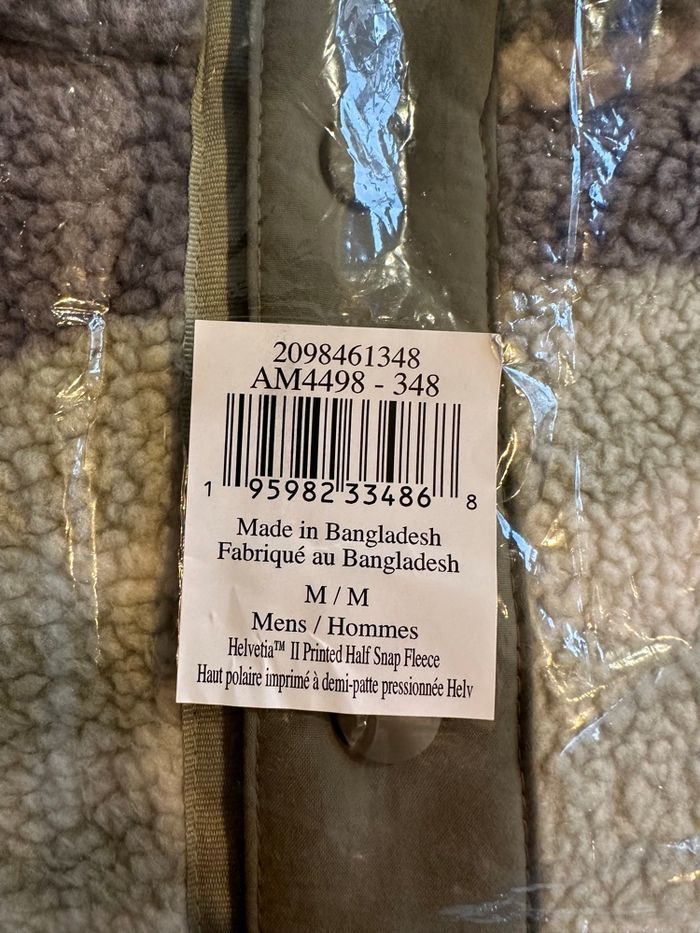 2098461348
AM4498 - 348
1 95982 33486 8
Made in Bangladesh
Fabriqué au Bangladesh
M / M
Mens / Hommes
Helvetia™ II Printed Half Snap Fleece
Haut polaire imprimé à demi-patte pressionnée Helv